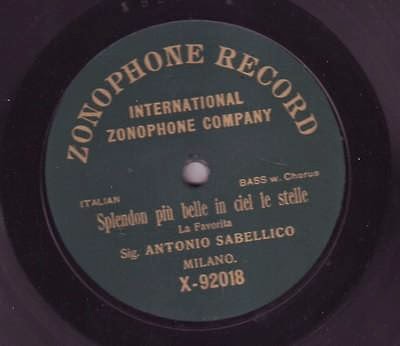 ZONOPHONE RECORD
INTERNATIONAL
ZONOPHONE COMPANY
ITALIAN
BASS w. Chorus
Splendon più belle in ciel le stelle
La Favorita
Sig. ANTONIO SABELLICO
MILANO.
X-92018